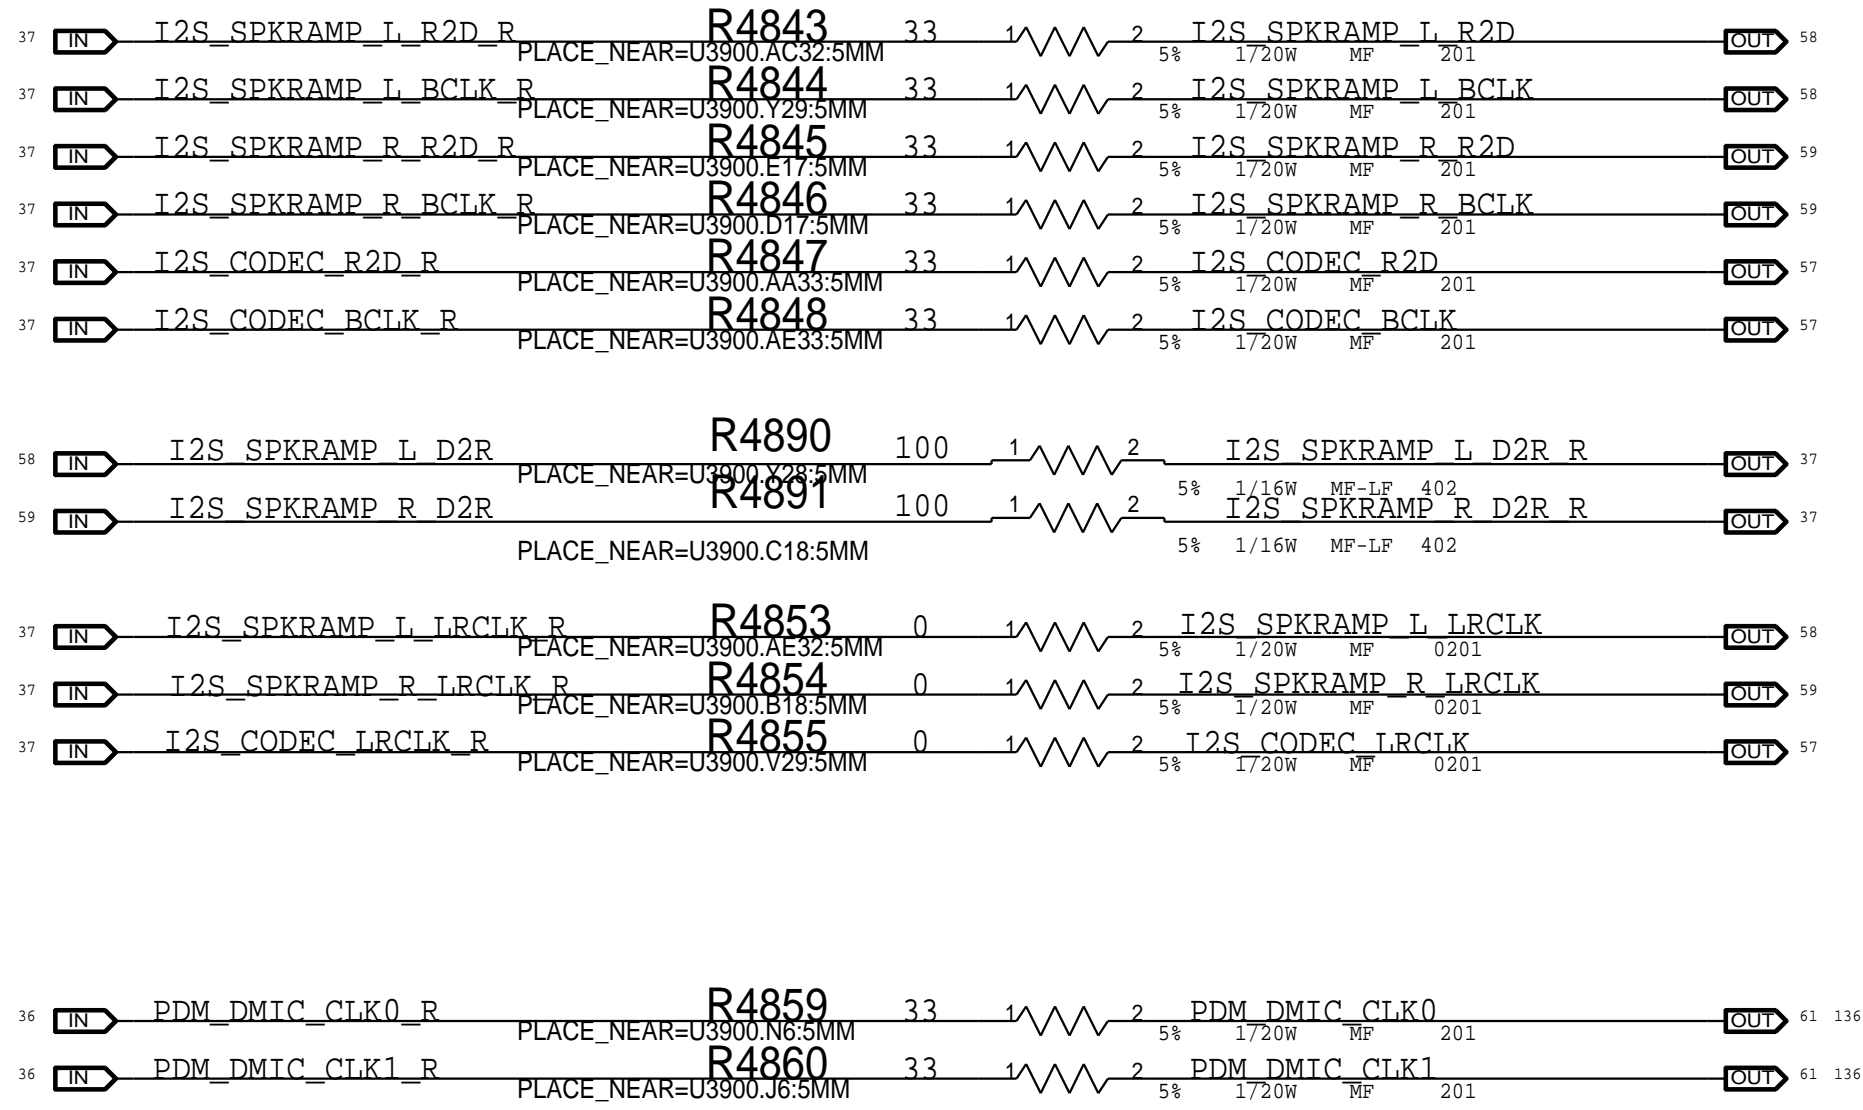 37 IN I2S_SPKRAMP_L_R2D_R R4843 33 1 2 I2S_SPKRAMP_L_R2D OUT 58
PLACE_NEAR=U3900.AC32:5MM 5% 1/20W MF 201
37 IN I2S_SPKRAMP_L_BCLK_R R4844 33 1 2 I2S_SPKRAMP_L_BCLK OUT 58
PLACE_NEAR=U3900.Y29:5MM 5% 1/20W MF 201
37 IN I2S_SPKRAMP_R_R2D_R R4845 33 1 2 I2S_SPKRAMP_R_R2D OUT 59
PLACE_NEAR=U3900.E17:5MM 5% 1/20W MF 201
37 IN I2S_SPKRAMP_R_BCLK_R R4846 33 1 2 I2S_SPKRAMP_R_BCLK OUT 59
PLACE_NEAR=U3900.D17:5MM 5% 1/20W MF 201
37 IN I2S_CODEC_R2D_R R4847 33 1 2 I2S_CODEC_R2D OUT 57
PLACE_NEAR=U3900.AA33:5MM 5% 1/20W MF 201
37 IN I2S_CODEC_BCLK_R R4848 33 1 2 I2S_CODEC_BCLK OUT 57
PLACE_NEAR=U3900.AE33:5MM 5% 1/20W MF 201
58 IN I2S_SPKRAMP_L_D2R R4890 100 1 2 I2S_SPKRAMP_L_D2R_R OUT 37
PLACE_NEAR=U3900.Y28:5MM 5% 1/16W MF-LF 402
59 IN I2S_SPKRAMP_R_D2R R4891 100 1 2 I2S_SPKRAMP_R_D2R_R OUT 37
PLACE_NEAR=U3900.C18:5MM 5% 1/16W MF-LF 402
37 IN I2S_SPKRAMP_L_LRCLK_R R4853 0 1 2 I2S_SPKRAMP_L_LRCLK OUT 58
PLACE_NEAR=U3900.AE32:5MM 5% 1/20W MF 0201
37 IN I2S_SPKRAMP_R_LRCLK_R R4854 0 1 2 I2S_SPKRAMP_R_LRCLK OUT 59
PLACE_NEAR=U3900.B18:5MM 5% 1/20W MF 0201
37 IN I2S_CODEC_LRCLK_R R4855 0 1 2 I2S_CODEC_LRCLK OUT 57
PLACE_NEAR=U3900.V29:5MM 5% 1/20W MF 0201
36 IN PDM_DMIC_CLK0_R R4859 33 1 2 PDM_DMIC_CLK0 OUT 61 136
PLACE_NEAR=U3900.N6:5MM 5% 1/20W MF 201
36 IN PDM_DMIC_CLK1_R R4860 33 1 2 PDM_DMIC_CLK1 OUT 61 136
PLACE_NEAR=U3900.J6:5MM 5% 1/20W MF 201